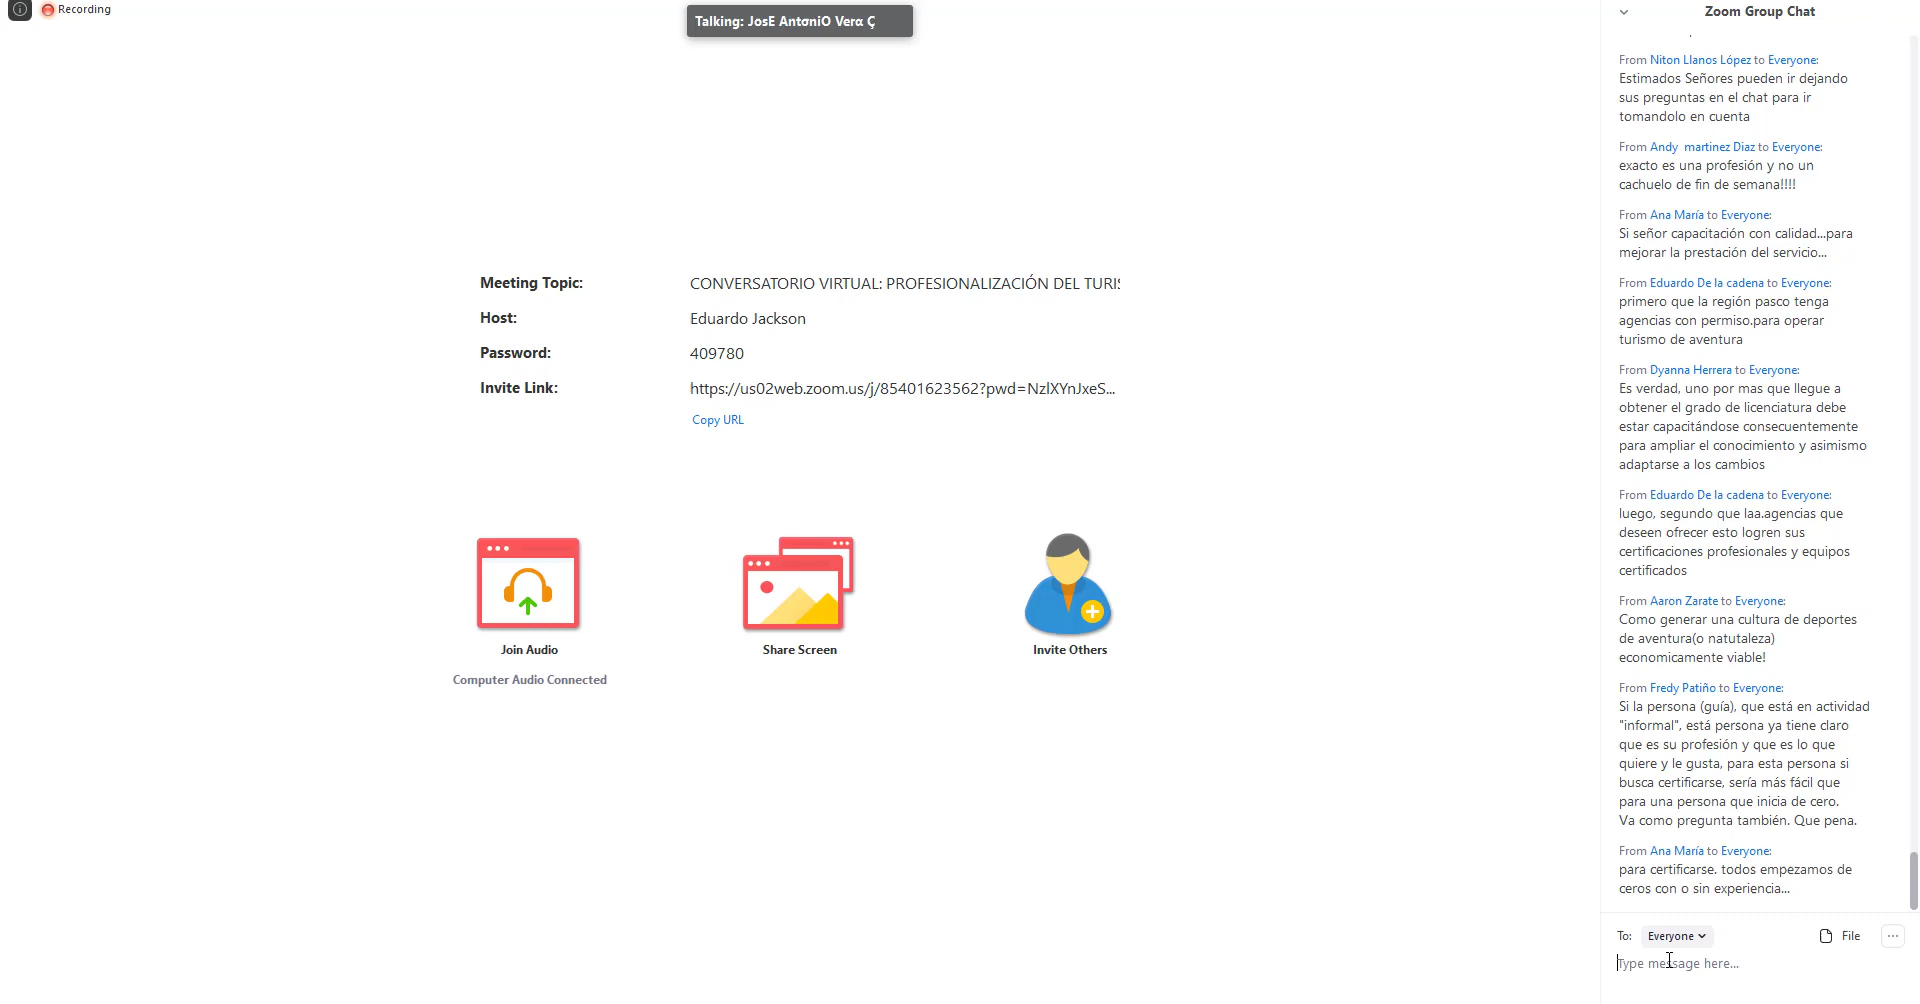 Recording
Talking: JosE AntoniO Verα Ç
Zoom Group Chat
Meeting Topic: CONVERSATORIO VIRTUAL: PROFESIONALIZACIÓN DEL TURIS
Host: Eduardo Jackson
Password: 409780
Invite Link: https://us02web.zoom.us/j/85401623562?pwd=NzlXYnJxeS...
Copy URL
Join Audio
Computer Audio Connected
Share Screen
Invite Others
From Niton Llanos López to Everyone:
Estimados Señores pueden ir dejando
sus preguntas en el chat para ir
tomandolo en cuenta
From Andy  martinez Diaz to Everyone:
exacto es una profesión y no un
cachuelo de fin de semana!!!!
From Ana María to Everyone:
Si señor capacitación con calidad...para
mejorar la prestación del servicio...
From Eduardo De la cadena to Everyone:
primero que la región pasco tenga
agencias con permiso.para operar
turismo de aventura
From Dyanna Herrera to Everyone:
Es verdad, uno por mas que llegue a
obtener el grado de licenciatura debe
estar capacitándose consecuentemente
para ampliar el conocimiento y asimismo
adaptarse a los cambios
From Eduardo De la cadena to Everyone:
luego, segundo que laa.agencias que
deseen ofrecer esto logren sus
certificaciones profesionales y equipos
certificados
From Aaron Zarate to Everyone:
Como generar una cultura de deportes
de aventura(o natutaleza)
economicamente viable!
From Fredy Patiño to Everyone:
Si la persona (guía), que está en actividad
"informal", está persona ya tiene claro
que es su profesión y que es lo que
quiere y le gusta, para esta persona si
busca certificarse, sería más fácil que
para una persona que inicia de cero.
Va como pregunta también. Que pena.
From Ana María to Everyone:
para certificarse. todos empezamos de
ceros con o sin experiencia...
To: Everyone
File
Type message here...